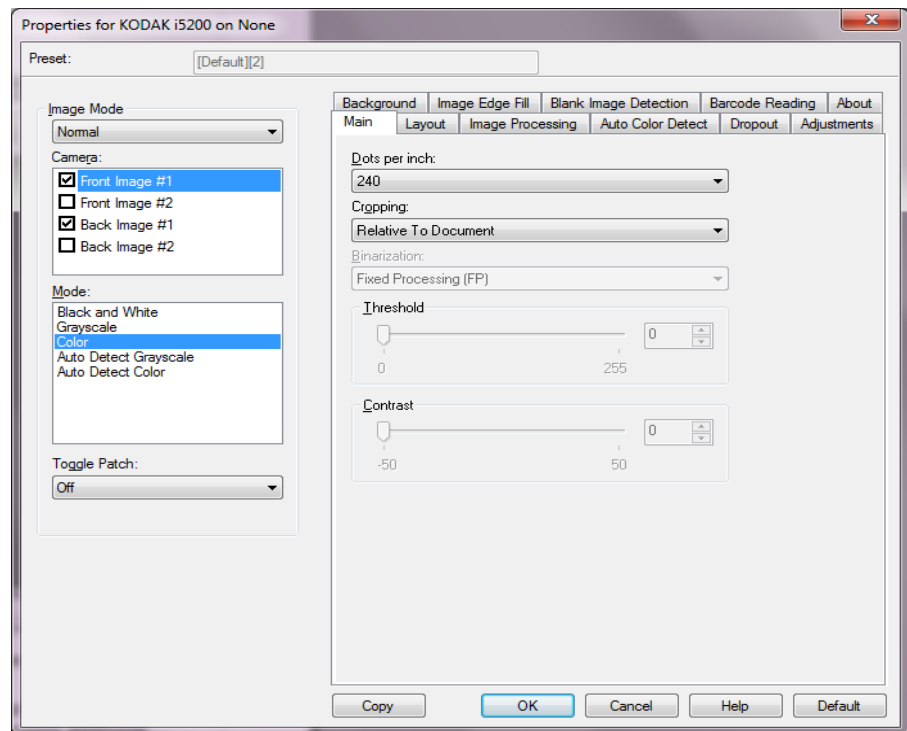 Properties for KODAK i5200 on None
Preset:
[Default][2]
Image Mode
Normal
Camera:
Front Image #1
Front Image #2
Back Image #1
Back Image #2
Mode:
Black and White
Grayscale
Color
Auto Detect Grayscale
Auto Detect Color
Toggle Patch:
Off
Background Image Edge Fill Blank Image Detection Barcode Reading About
Main Layout Image Processing Auto Color Detect Dropout Adjustments
Dots per inch:
240
Cropping:
Relative To Document
Binarization:
Fixed Processing (FP)
Threshold
0
0 255
Contrast
0
-50 50
Copy OK Cancel Help Default